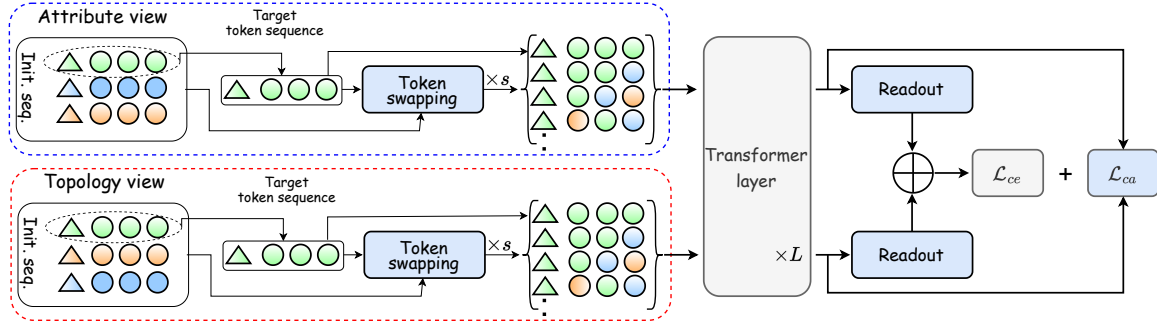 Attribute view
Init. seq.
Target
token sequence
Token
swapping
×s
Topology view
Init seq.
Target
token sequence
Token
swapping
×s
Transformer
layer
×L
Readout
Readout
ℒce
+
ℒca